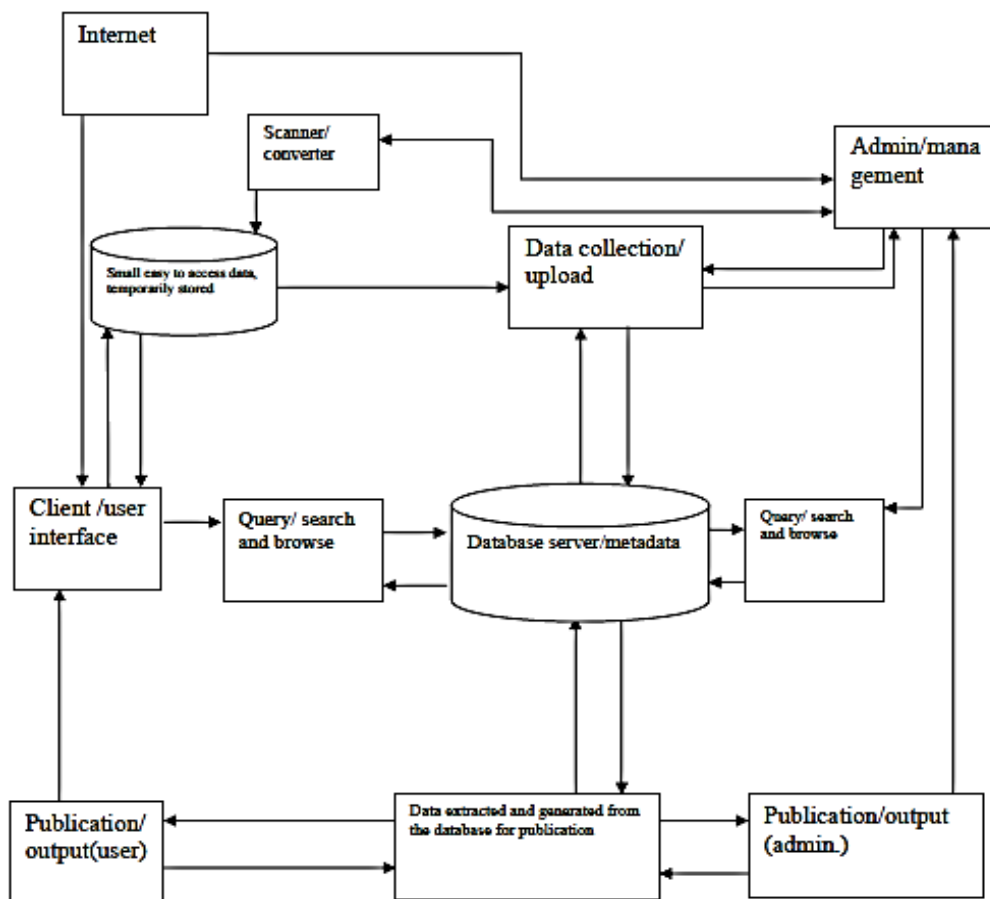 Internet
Scanner/
converter
Admin/mana
gement
Small easy to access data,
temporarily stored
Data collection/
upload
Client /user
interface
Query/ search
and browse
Database server/metadata
Query/ search
and browse
Publication/
output(user)
Data extracted and generated from
the database for publication
Publication/output
(admin.)